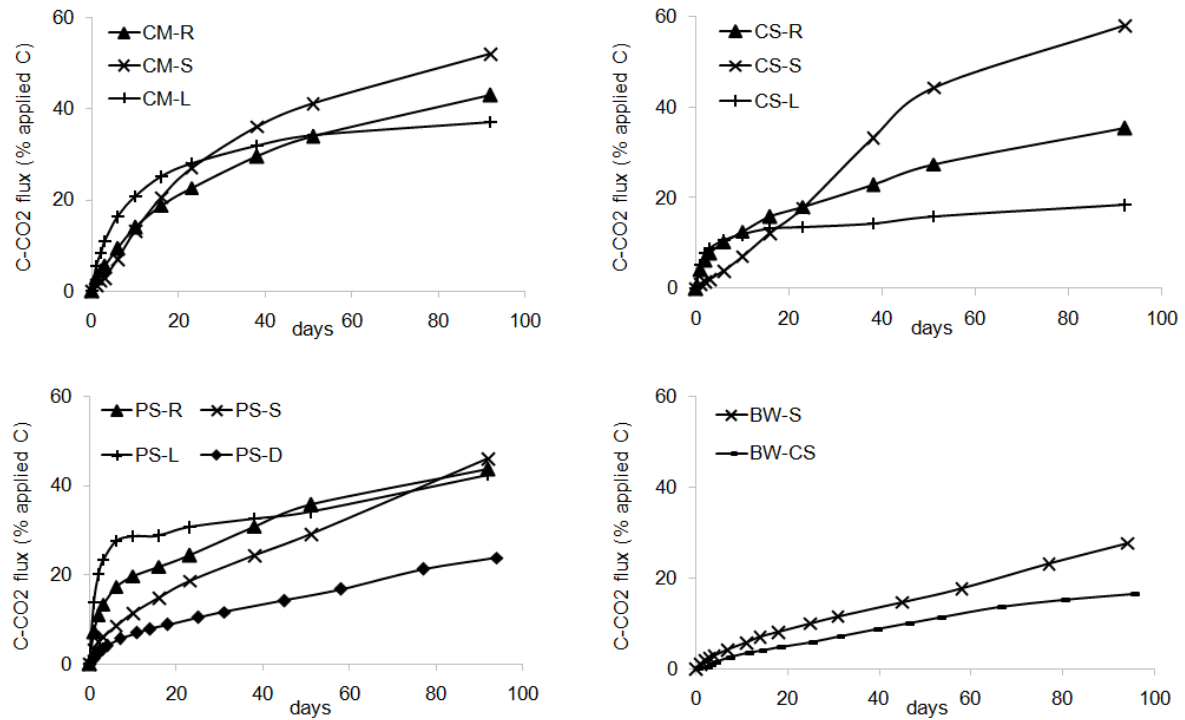 C-CO2 flux (% applied C)
60
40
20
0
CM-R
CM-S
CM-L
0 20 40 60 80 100
days
C-CO2 flux (% applied C)
60
40
20
0
CS-R
CS-S
CS-L
0 20 40 60 80 100
days
C-CO2 flux (% applied C)
60
40
20
0
PS-R PS-S
PS-L PS-D
0 20 40 60 80 100
days
C-CO2 flux (% applied C)
60
40
20
0
BW-S
BW-CS
0 20 40 60 80 100
days